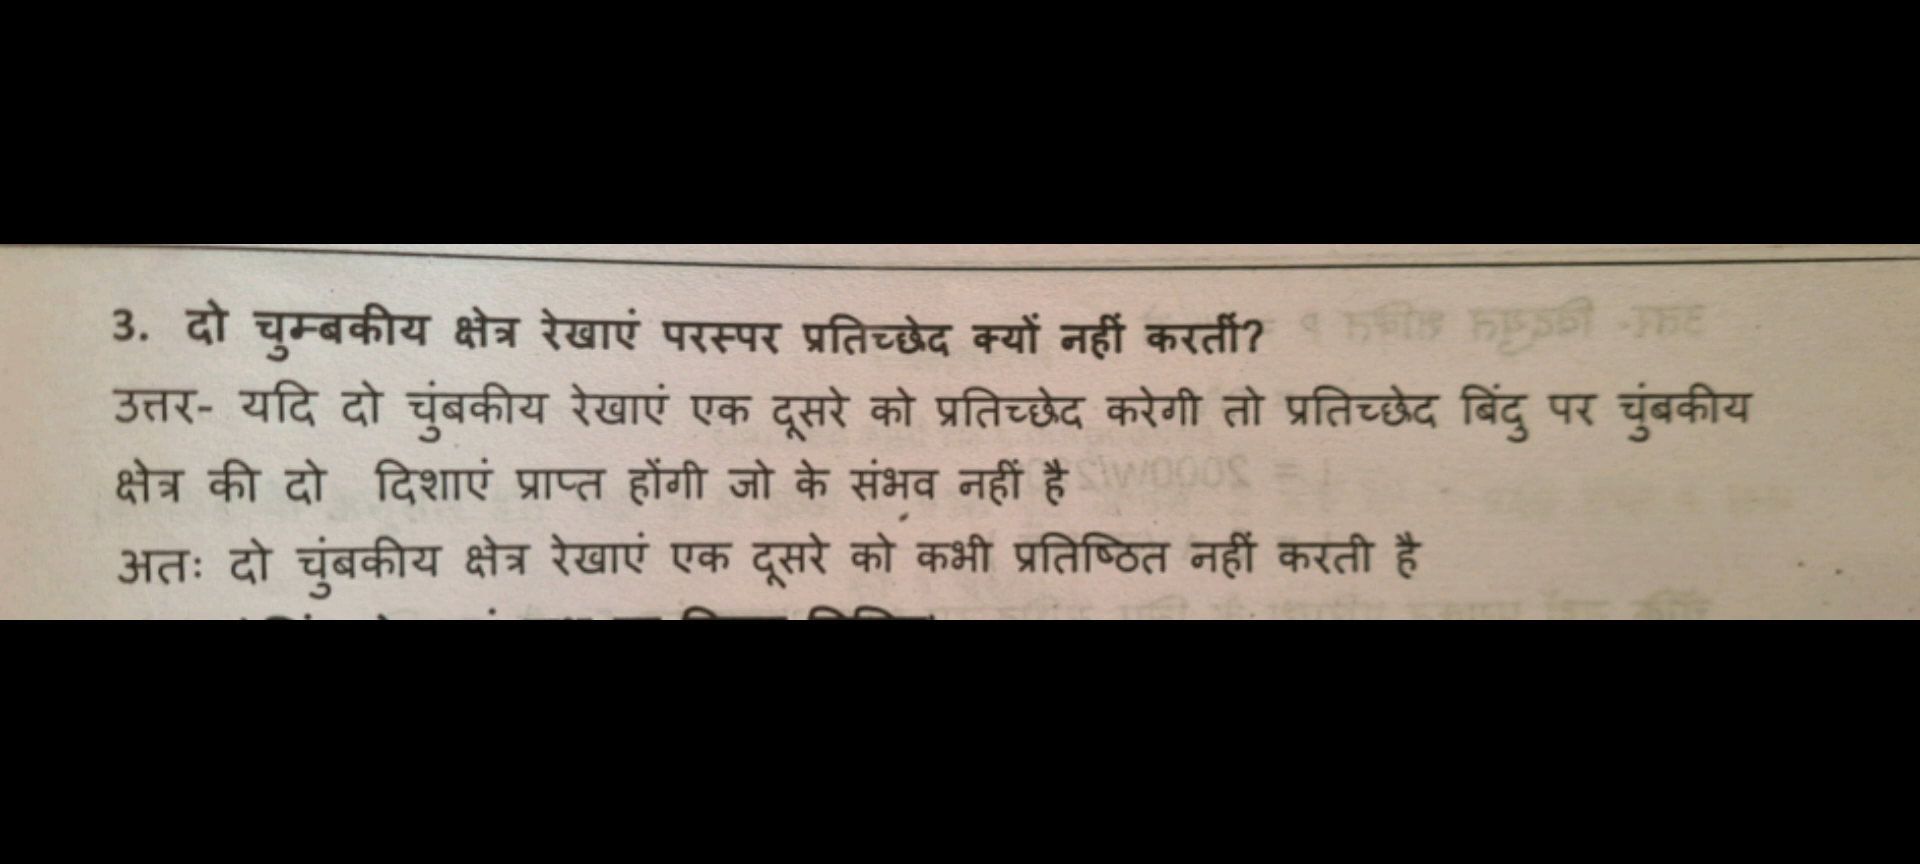 3. दो चुम्बकीय क्षेत्र रेखाएं परस्पर प्रतिच्छेद क्यों नहीं करतीं?
उत्तर- यदि दो चुंबकीय रेखाएं एक दूसरे को प्रतिच्छेद करेगी तो प्रतिच्छेद बिंदु पर चुंबकीय
क्षेत्र की दो दिशाएं प्राप्त होंगी जो के संभव नहीं है
अतः दो चुंबकीय क्षेत्र रेखाएं एक दूसरे को कभी प्रतिष्ठित नहीं करती है